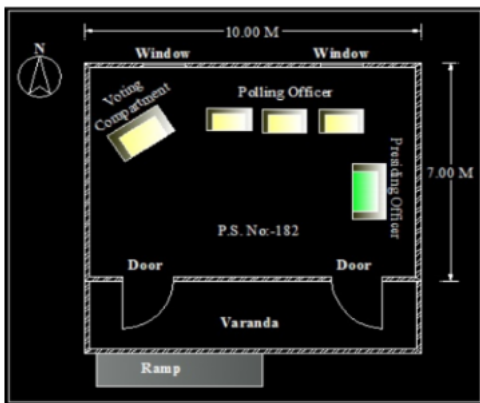 10.00 M
N
Window
Window
Voting
Compartment
Polling Officer
7.00 M
Presiding Officer
P.S. No:-182
Door
Door
Varanda
Ramp